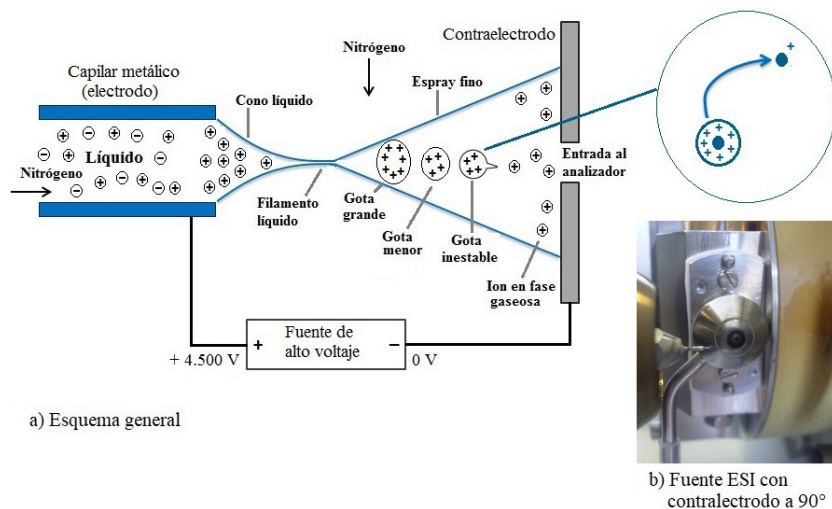 Contraelectrodo
Nitrógeno
Capilar metálico
(electrodo)
Espray fino
Cono líquido
Líquido
Nitrógeno
Entrada al
analizador
Filamento
líquido
Gota
grande
Gota
menor
Gota
inestable
Ion en fase
gaseosa
+
Fuente de
alto voltaje
−
+ 4.500 V
0 V
a) Esquema general
b) Fuente ESI con
contralectrodo a 90°